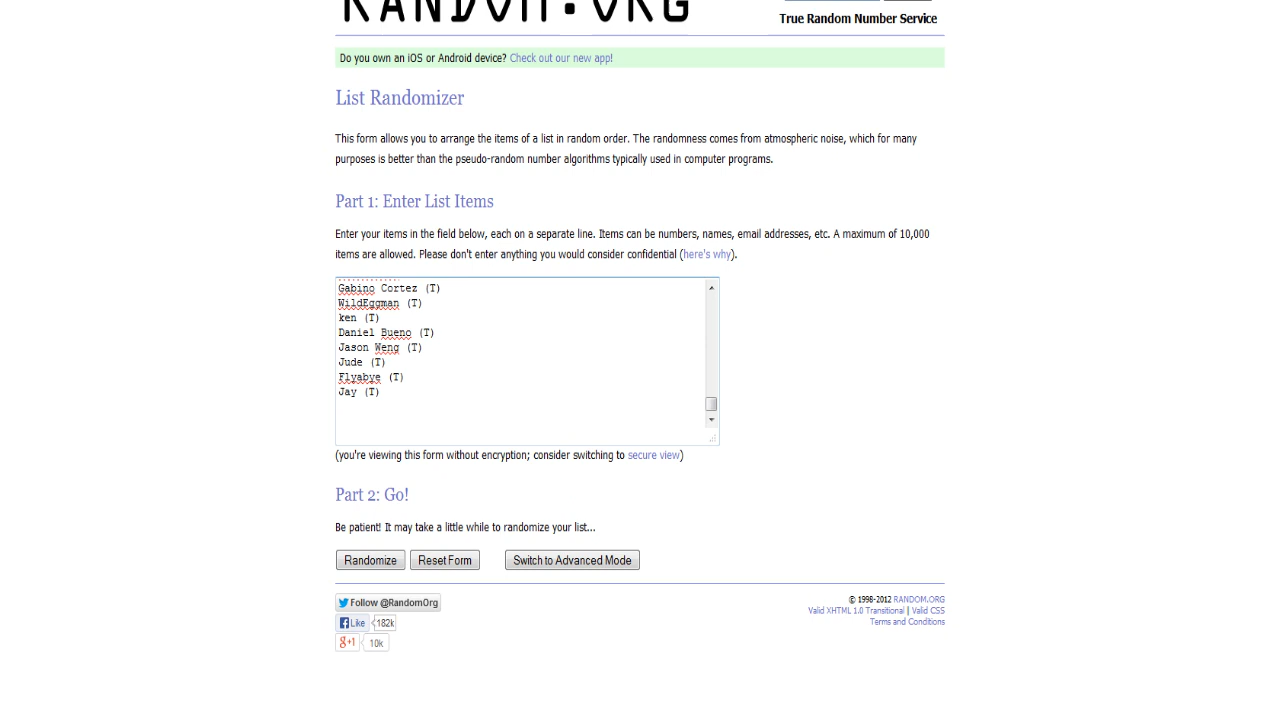 RANDOM.ORG
True Random Number Service
Do you own an iOS or Android device? Check out our new app!
List Randomizer
This form allows you to arrange the items of a list in random order. The randomness comes from atmospheric noise, which for many
purposes is better than the pseudo-random number algorithms typically used in computer programs.
Part 1: Enter List Items
Enter your items in the field below, each on a separate line. Items can be numbers, names, email addresses, etc. A maximum of 10,000
items are allowed. Please don't enter anything you would consider confidential (here's why).
Gabino Cortez (T)
WildEggman (T)
ken (T)
Daniel Bueno (T)
Jason Weng (T)
Jude (T)
Flyabye (T)
Jay (T)
(you're viewing this form without encryption; consider switching to secure view)
Part 2: Go!
Be patient! It may take a little while to randomize your list...
Randomize Reset Form Switch to Advanced Mode
Follow @RandomOrg
Like 182k
g+1 10k
© 1998-2012 RANDOM.ORG
Valid XHTML 1.0 Transitional | Valid CSS
Terms and Conditions